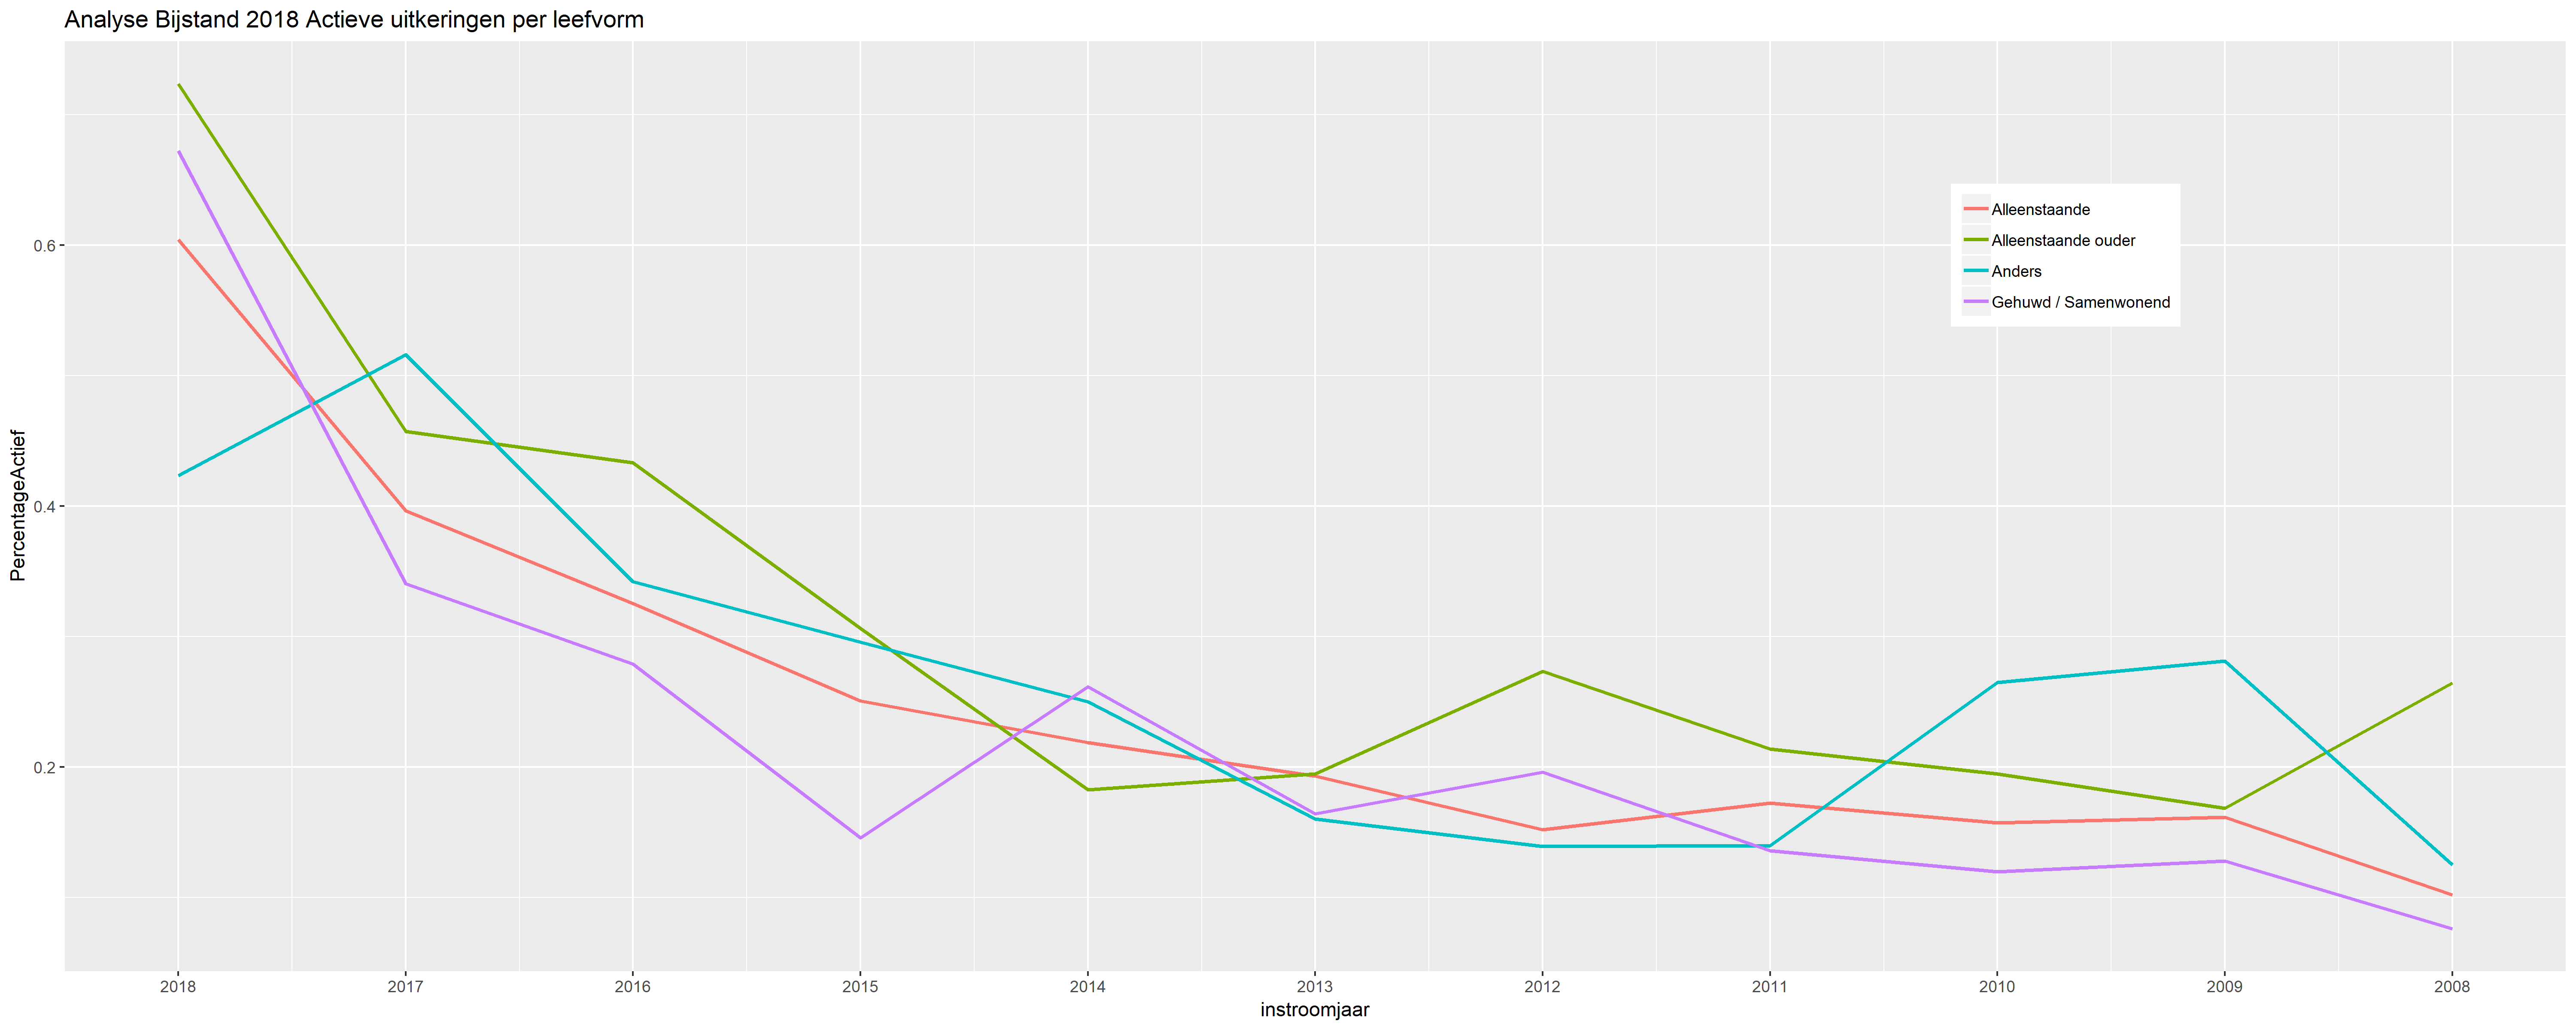 Analyse Bijstand 2018 Actieve uitkeringen per leefvorm
PercentageActief
0.6
0.4
0.2
Alleenstaande
Alleenstaande ouder
Anders
Gehuwd / Samenwonend
2018 2017 2016 2015 2014 2013 2012 2011 2010 2009 2008
instroomjaar